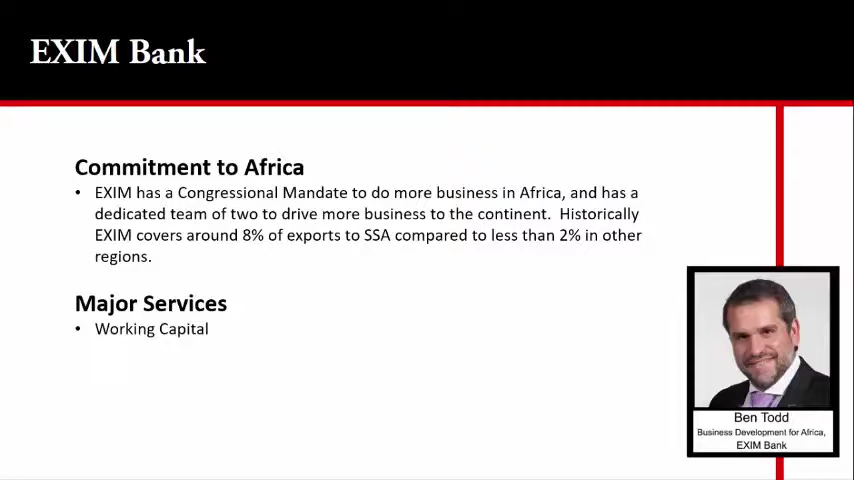 EXIM Bank
Commitment to Africa
• EXIM has a Congressional Mandate to do more business in Africa, and has a
dedicated team of two to drive more business to the continent.  Historically
EXIM covers around 8% of exports to SSA compared to less than 2% in other
regions.
Major Services
• Working Capital
Ben Todd
Business Development for Africa,
EXIM Bank